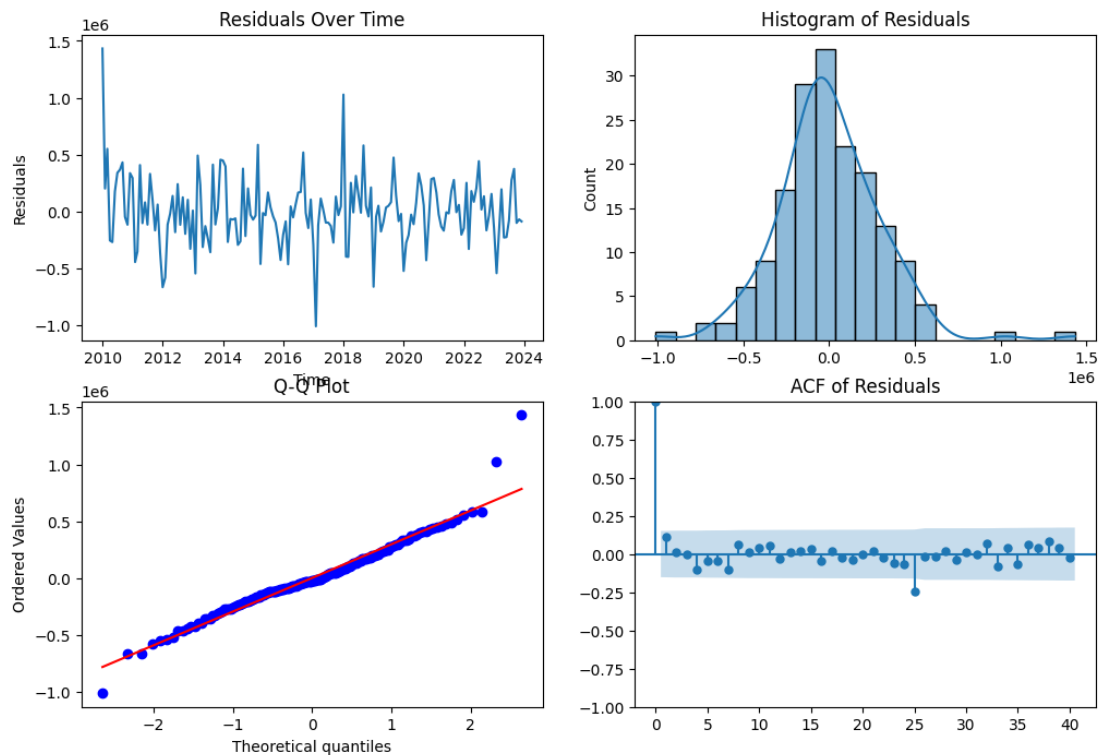 Residuals Over Time
1e6
Residuals
1.5
1.0
0.5
0.0
−0.5
−1.0
2010 2012 2014 2016 2018 2020 2022 2024
Time
Histogram of Residuals
Count
30
25
20
15
10
5
0
−1.0 −0.5 0.0 0.5 1.0 1.5
1e6
Q-Q Plot
1e6
Ordered Values
1.5
1.0
0.5
0.0
−0.5
−1.0
−2 −1 0 1 2
Theoretical quantiles
ACF of Residuals
1.00
0.75
0.50
0.25
0.00
−0.25
−0.50
−0.75
−1.00
0 5 10 15 20 25 30 35 40